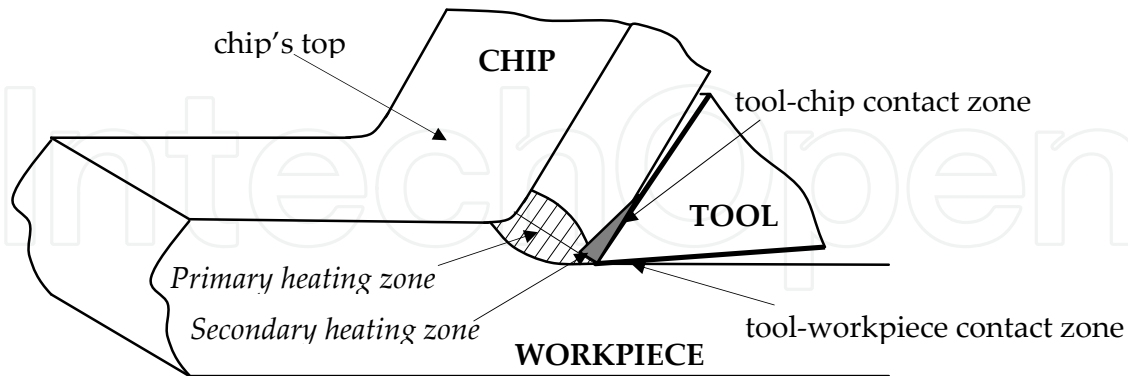 chip's top
CHIP
tool-chip contact zone
IntechOpen
TOOL
Primary heating zone
Secondary heating zone
tool-workpiece contact zone
WORKPIECE